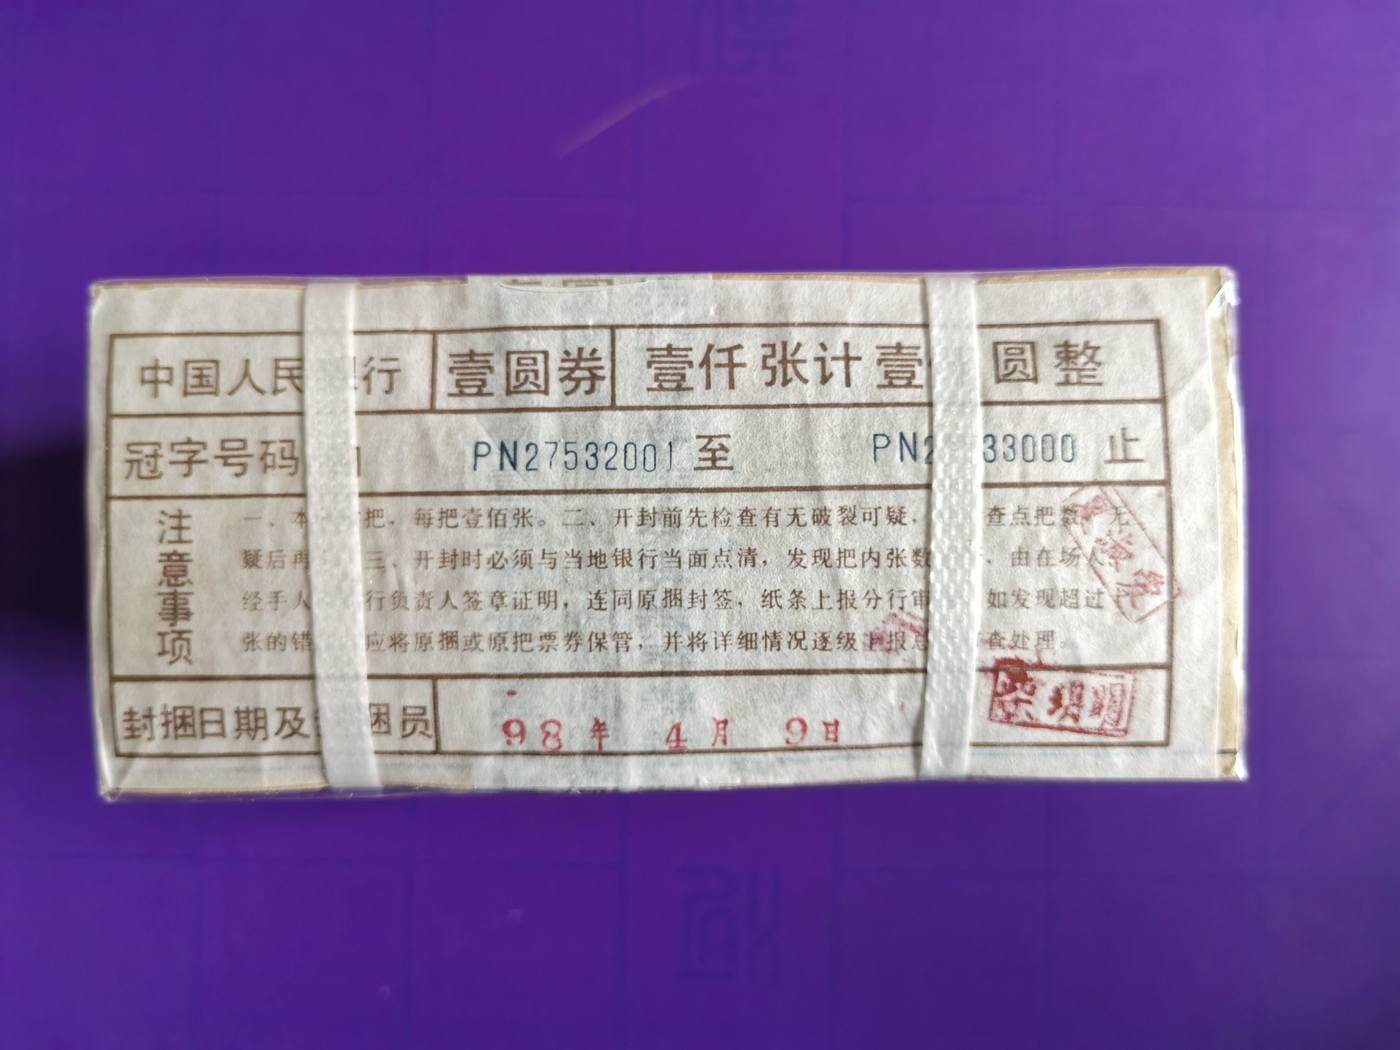 中国人民 行 壹圆券 壹仟张计壹 圆整
冠字号码 PN27532001 至 PN2 33000 止
注意事项
一、本 把，每把壹佰张。二、开封前先检查有无破裂可疑， 查点把数 无
疑后再 三、开封时必须与当地银行当面点清，发现把内张数 、由在场人
经手人 行负责人签章证明，连同原捆封签，纸条上报分行审 如发现超过
张的错 应将原捆或原把票券保管，并将详细情况逐级上报总 查处理。
封捆日期及 捆员 98年 4月 9日